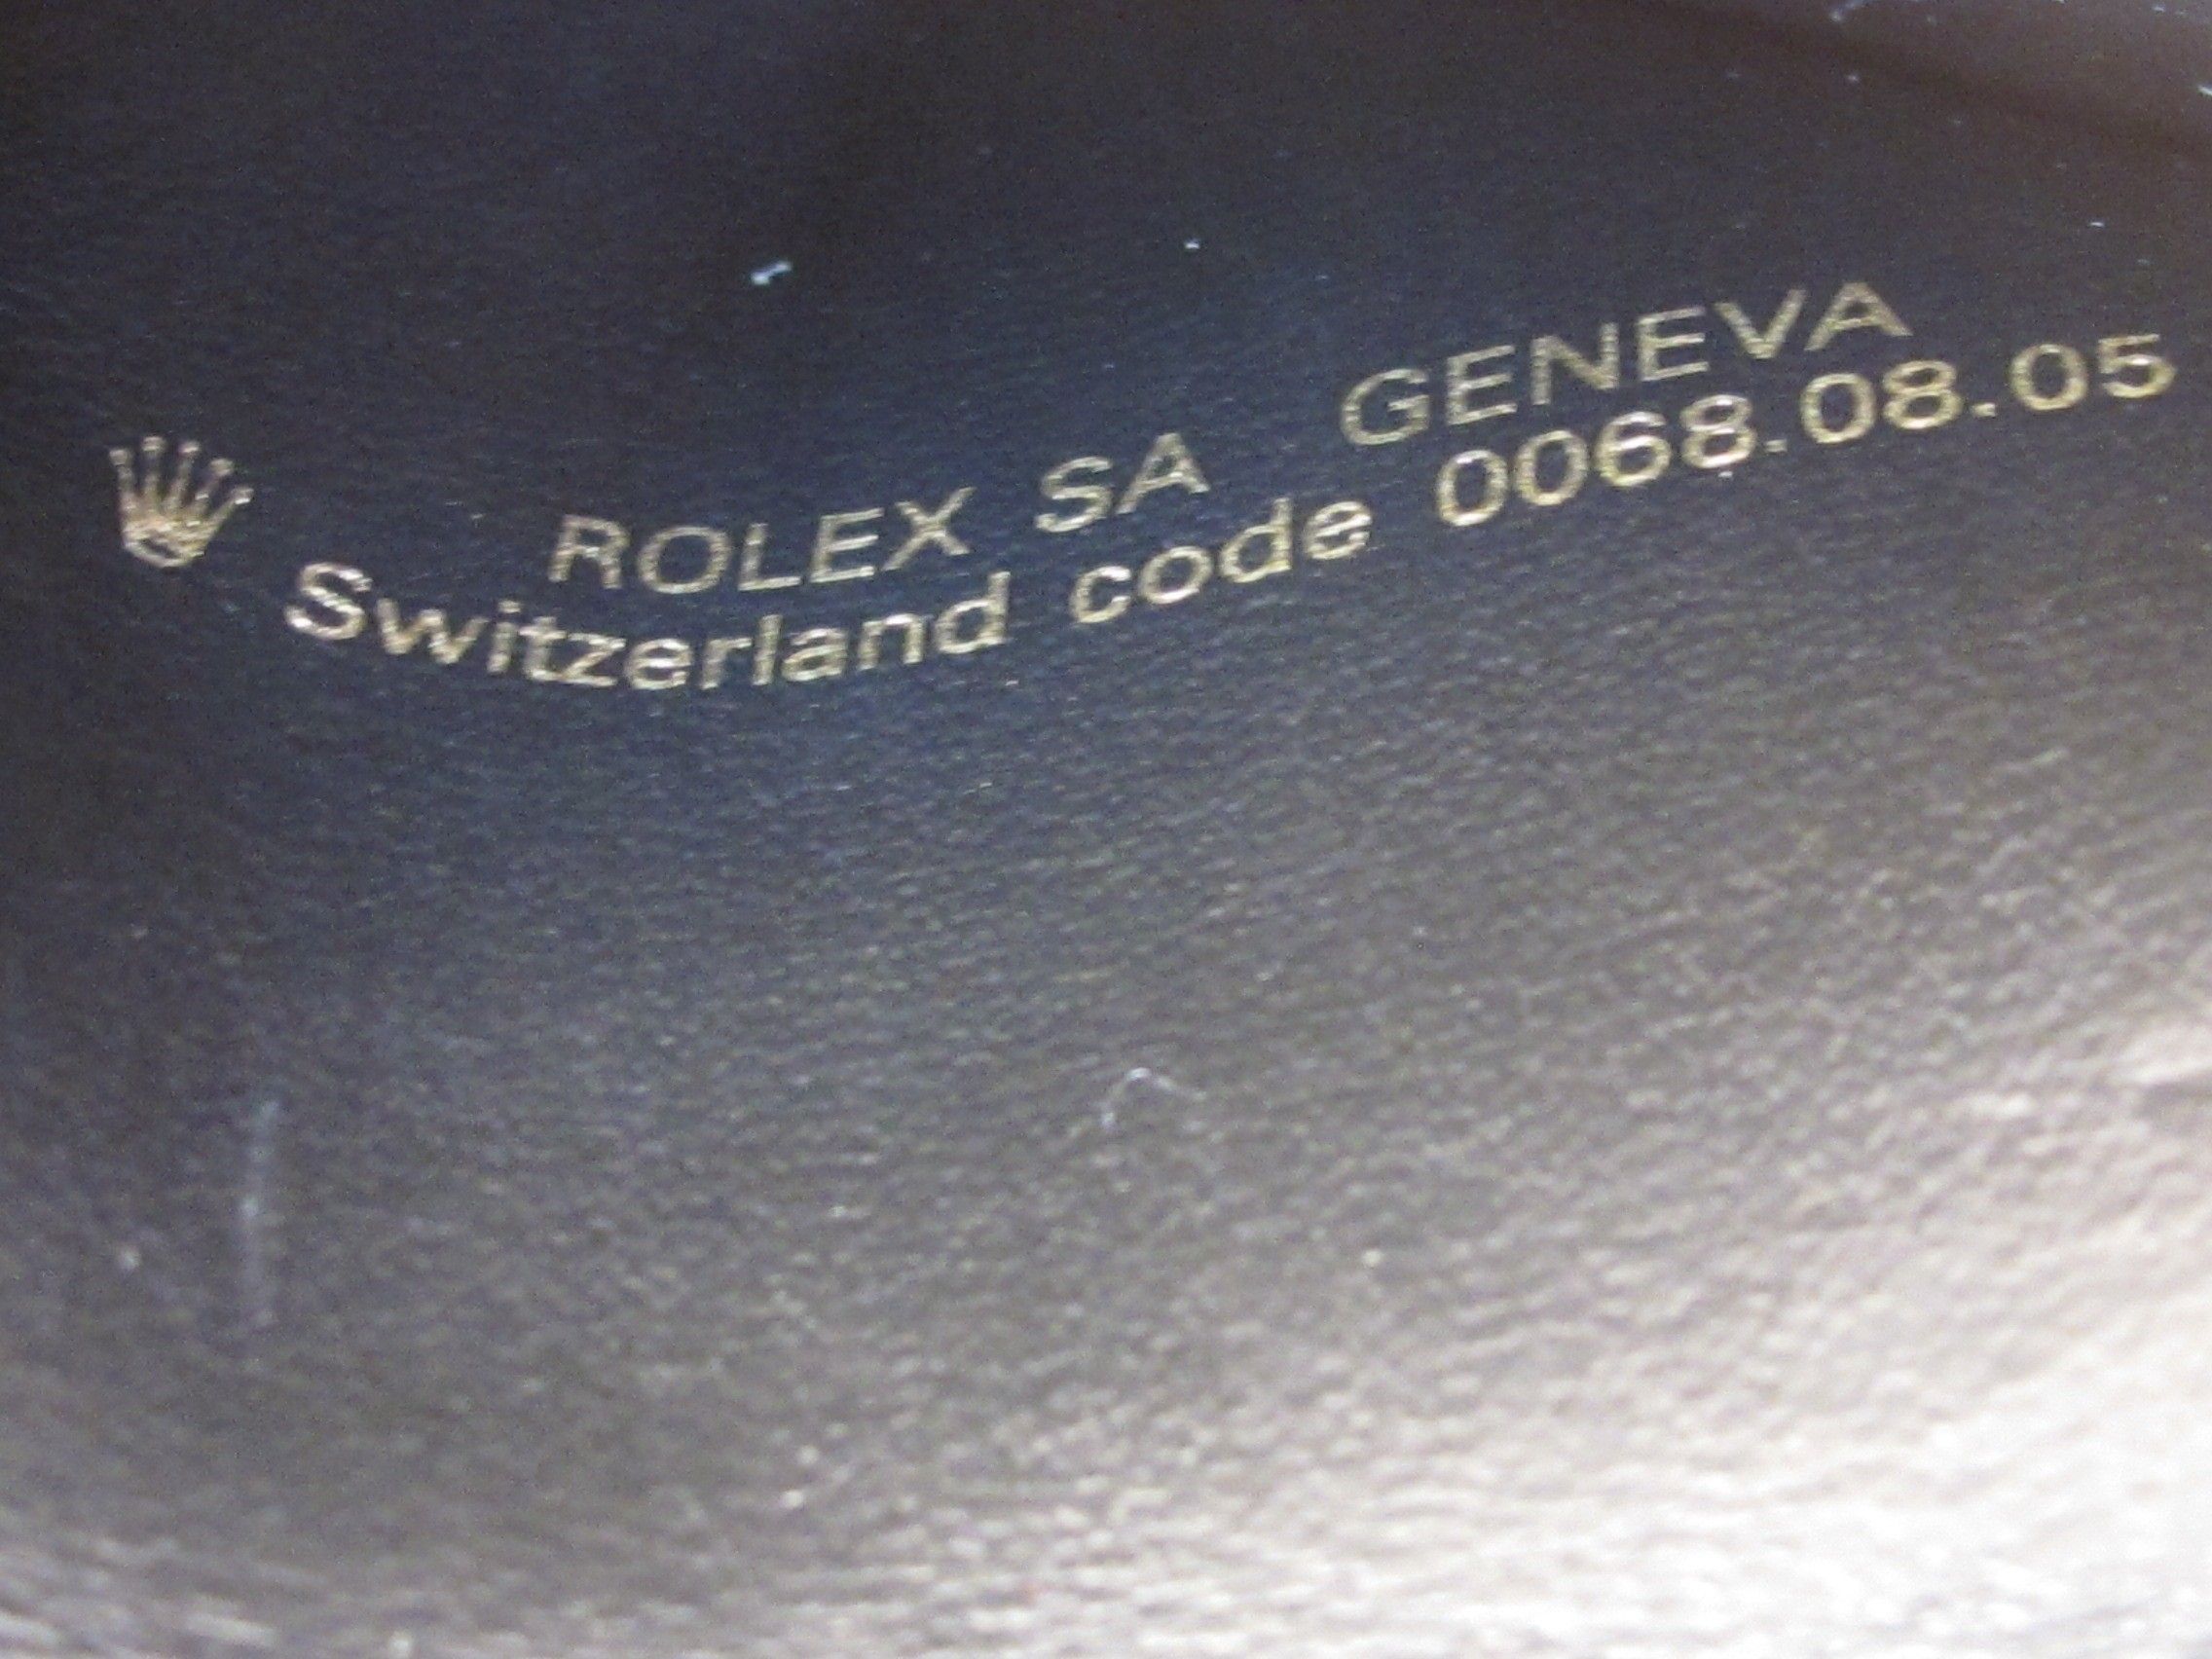 ROLEX SA GENEVA
Switzerland code 0068.08.05